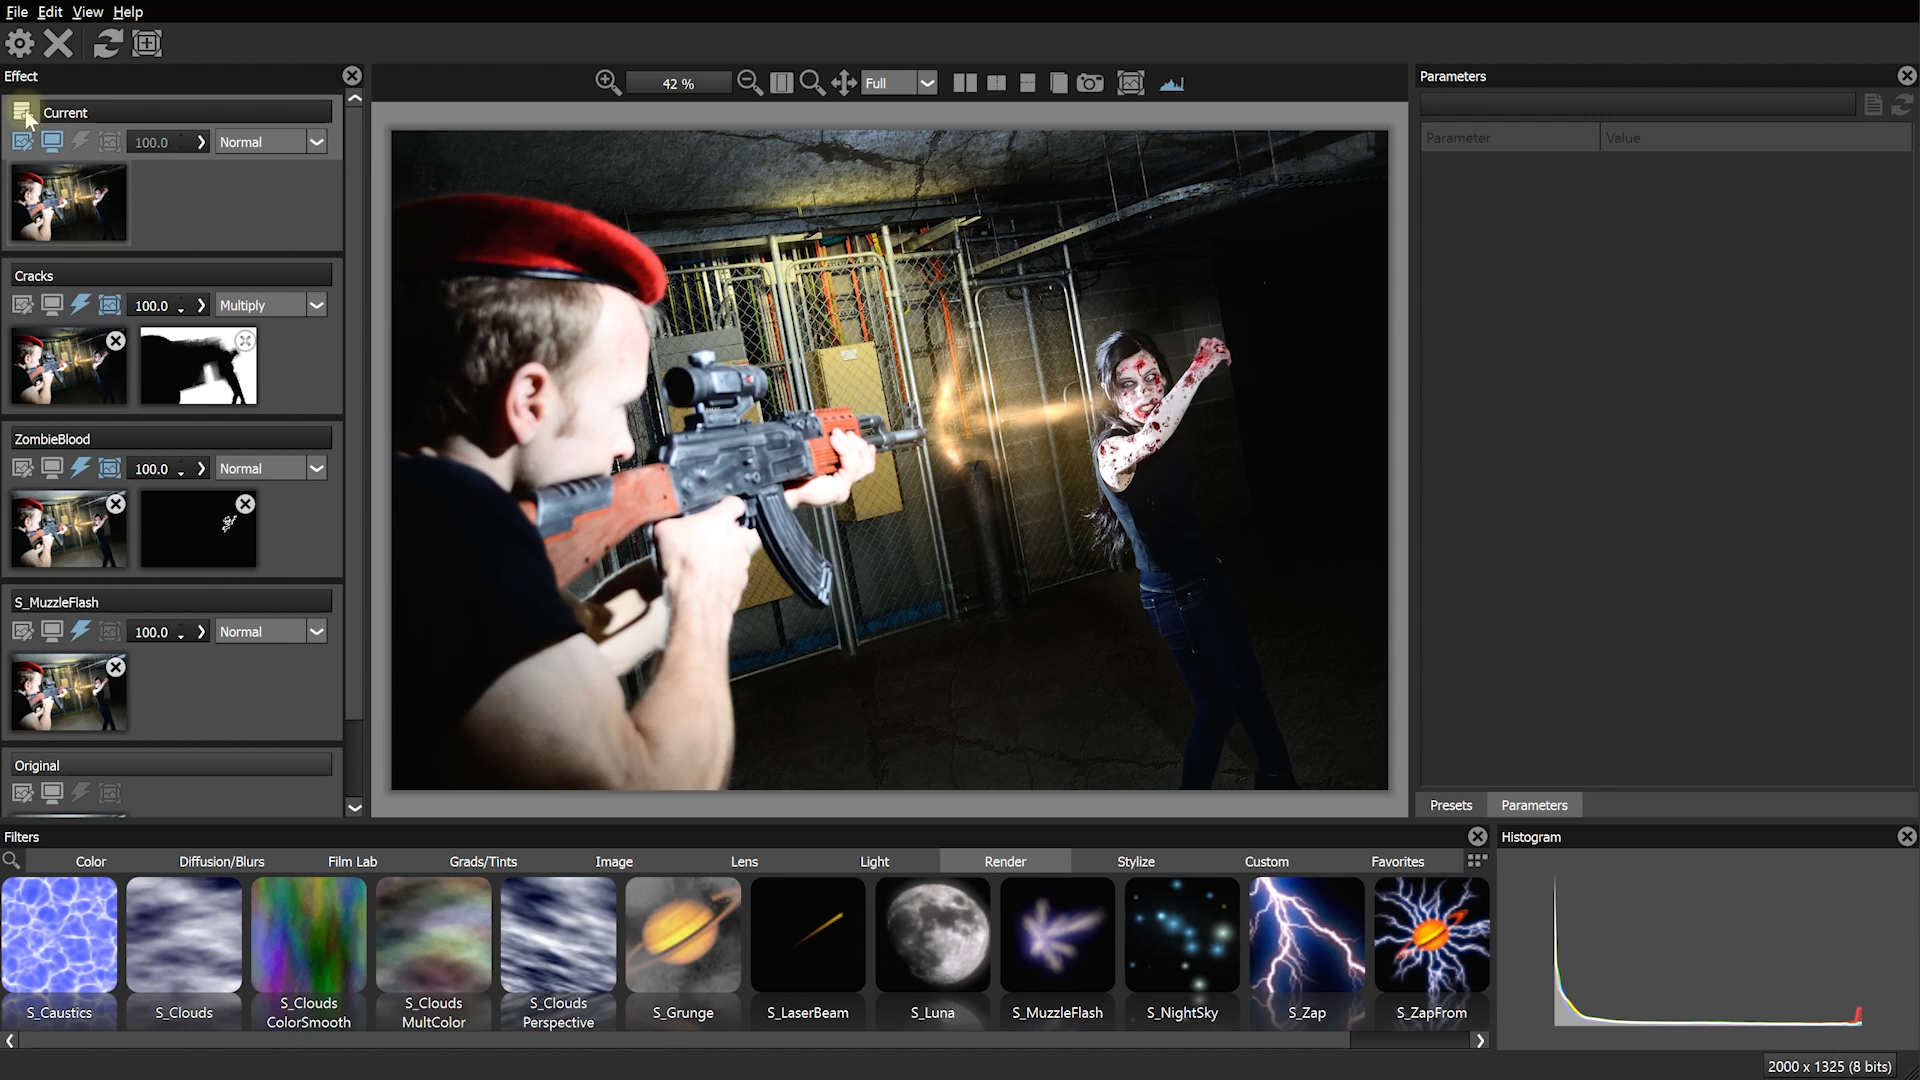 File Edit View Help
Effect
Current
100.0 Normal
Cracks
100.0 Multiply
ZombieBlood
100.0 Normal
S_MuzzleFlash
100.0 Normal
Original
42 %
Full
Parameters
Parameter Value
Presets Parameters
Filters
Color Diffusion/Blurs Film Lab Grads/Tints Image Lens Light Render Stylize Custom Favorites
S_Caustics
S_Clouds
S_Clouds
ColorSmooth
S_Clouds
MultColor
S_Clouds
Perspective
S_Grunge
S_LaserBeam
S_Luna
S_MuzzleFlash
S_NightSky
S_Zap
S_ZapFrom
Histogram
2000 x 1325 (8 bits)